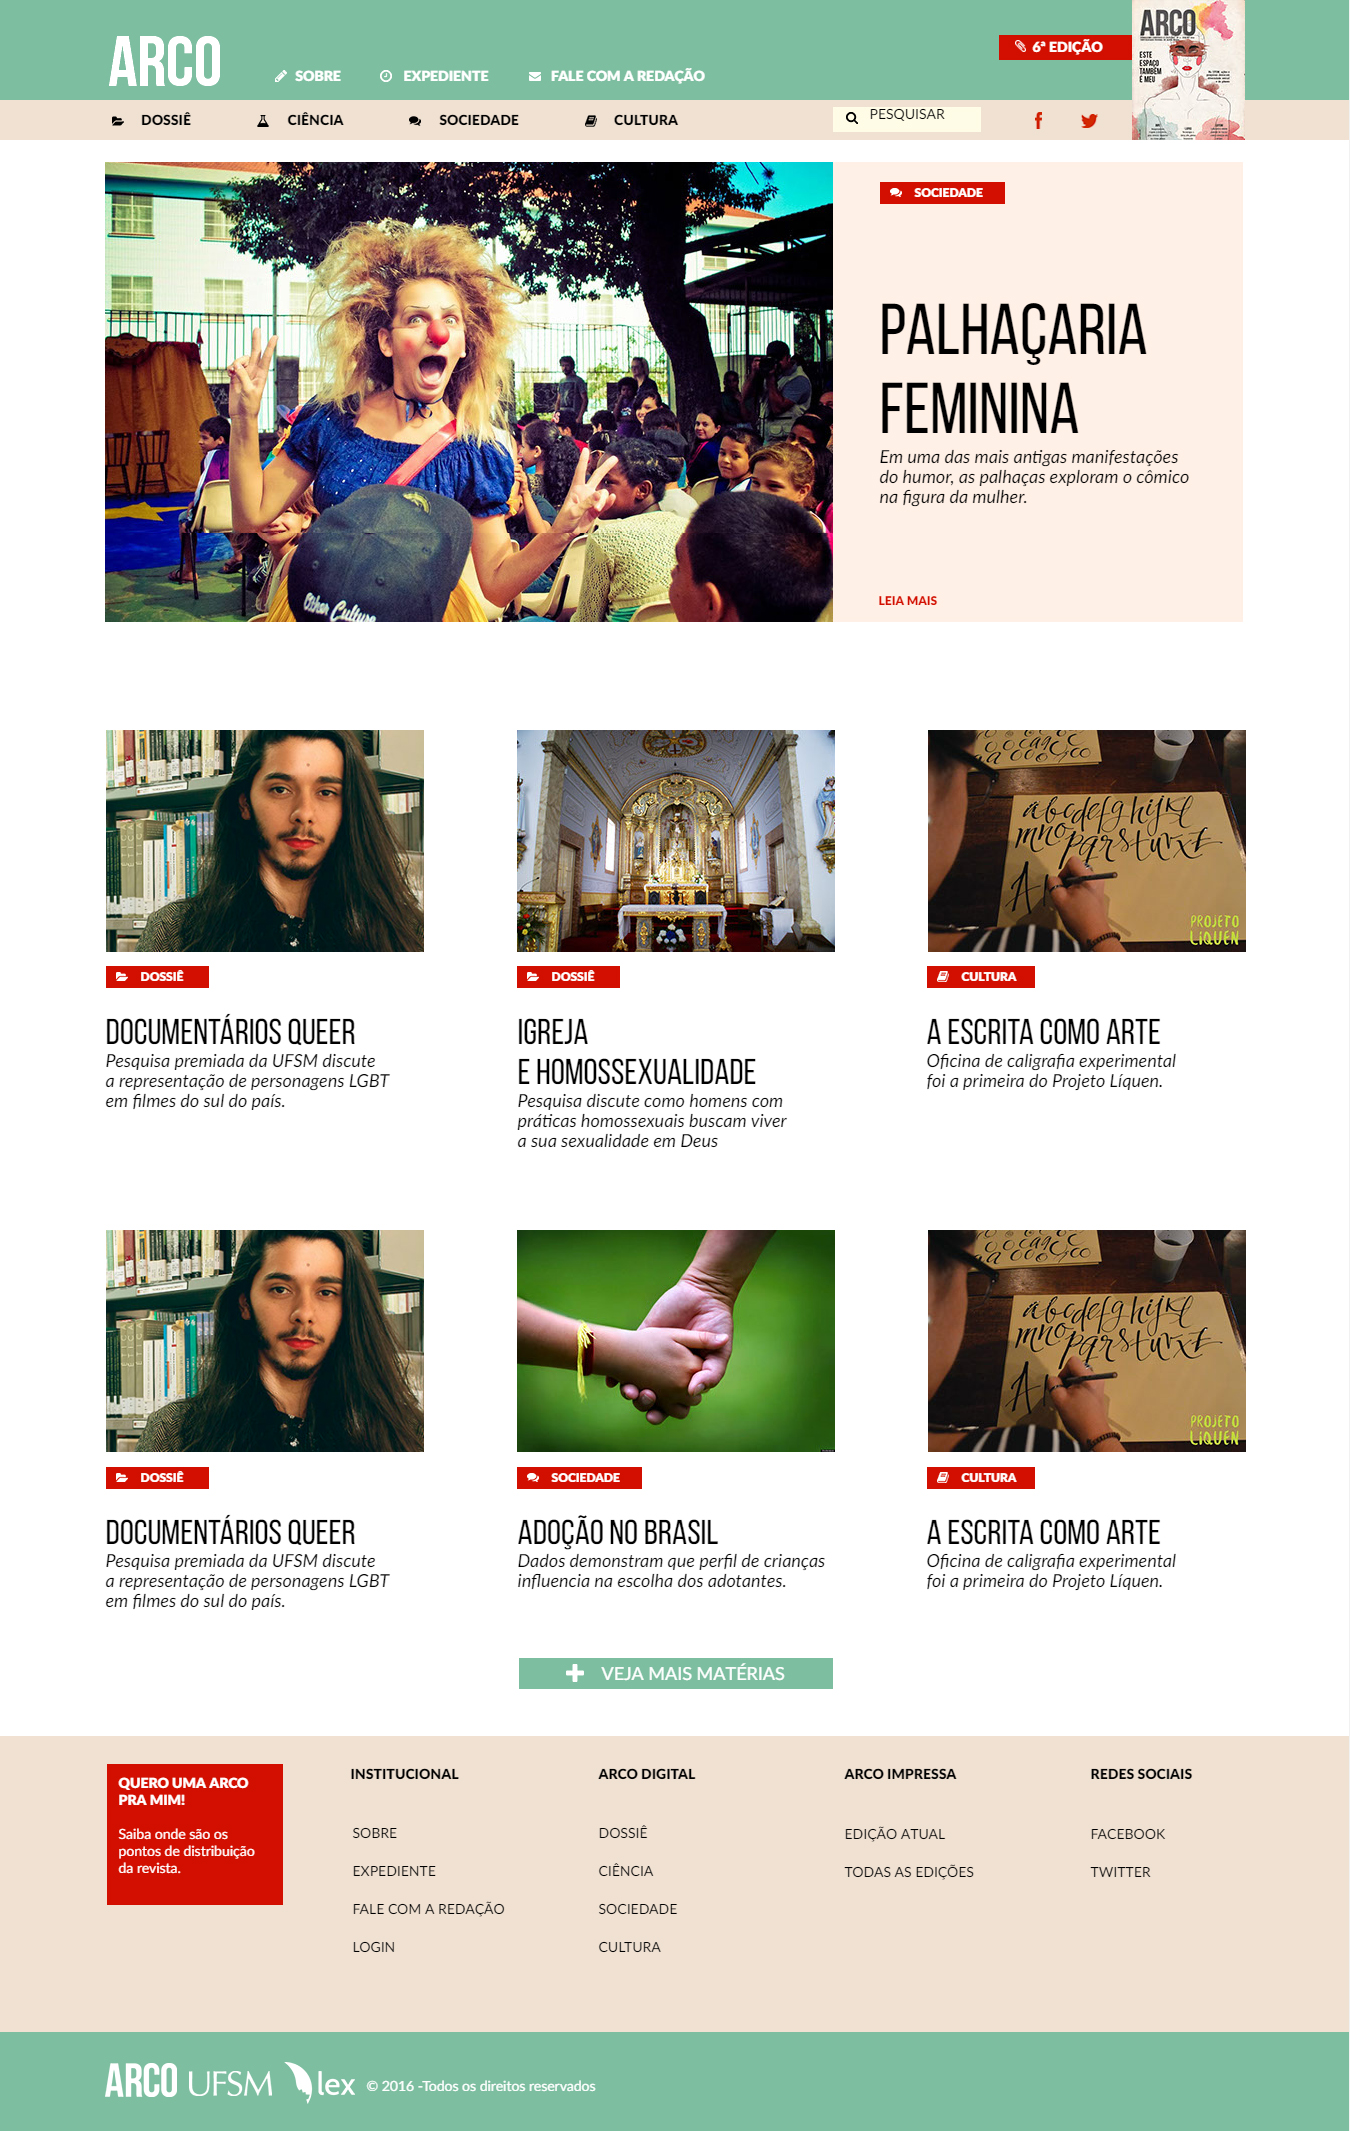 ARCO
SOBRE
EXPEDIENTE
FALE COM A REDAÇÃO
6ª EDIÇÃO
ARCO
ESTE
ESPAÇO
TAMBÉM
É MEU
DOSSIÊ
CIÊNCIA
SOCIEDADE
CULTURA
PESQUISAR
Other Culture
SOCIEDADE
PALHAÇARIA
FEMININA
Em uma das mais antigas manifestações
do humor, as palhaças exploram o cômico
na figura da mulher.
LEIA MAIS
PROJETO
LíQUEN
DOSSIÊ
DOCUMENTÁRIOS QUEER
Pesquisa premiada da UFSM discute
a representação de personagens LGBT
em filmes do sul do país.
DOSSIÊ
IGREJA
E HOMOSSEXUALIDADE
Pesquisa discute como homens com
práticas homossexuais buscam viver
a sua sexualidade em Deus
CULTURA
A ESCRITA COMO ARTE
Oficina de caligrafia experimental
foi a primeira do Projeto Líquen.
PROJETO
LíQUEN
DOSSIÊ
DOCUMENTÁRIOS QUEER
Pesquisa premiada da UFSM discute
a representação de personagens LGBT
em filmes do sul do país.
SOCIEDADE
ADOÇÃO NO BRASIL
Dados demonstram que perfil de crianças
influencia na escolha dos adotantes.
CULTURA
A ESCRITA COMO ARTE
Oficina de caligrafia experimental
foi a primeira do Projeto Líquen.
VEJA MAIS MATÉRIAS
QUERO UMA ARCO
PRA MIM!
Saiba onde são os
pontos de distribuição
da revista.
INSTITUCIONAL
SOBRE
EXPEDIENTE
FALE COM A REDAÇÃO
LOGIN
ARCO DIGITAL
DOSSIÊ
CIÊNCIA
SOCIEDADE
CULTURA
ARCO IMPRESSA
EDIÇÃO ATUAL
TODAS AS EDIÇÕES
REDES SOCIAIS
FACEBOOK
TWITTER
ARCO UFSM lex © 2016 -Todos os direitos reservados